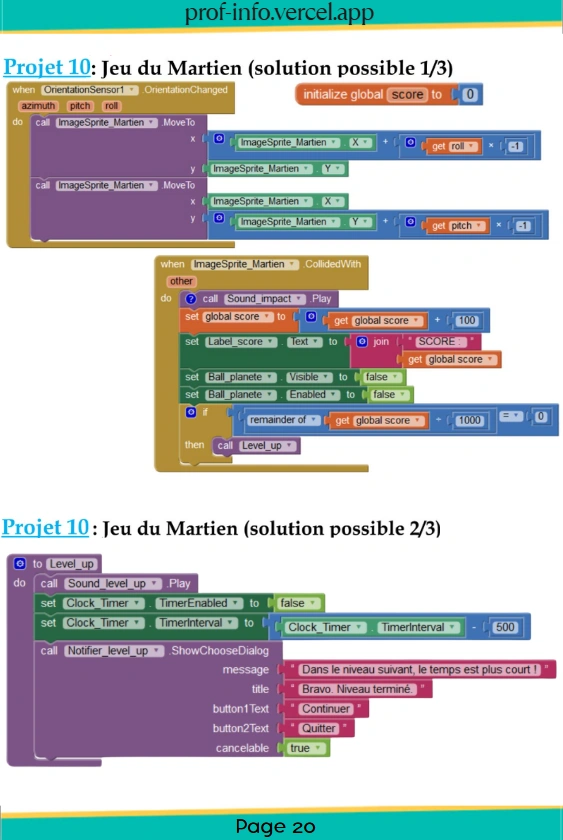 prof-info.vercel.app
Projet 10: Jeu du Martien (solution possible 1/3)
when OrientationSensor1 .OrientationChanged
initialize global score to 0
azimuth pitch roll
do call ImageSprite_Martien .MoveTo
x ImageSprite_Martien . X + get roll × -1
y ImageSprite_Martien . Y
call ImageSprite_Martien .MoveTo
x ImageSprite_Martien . X
y ImageSprite_Martien . Y + get pitch × -1
when ImageSprite_Martien .CollidedWith
other
do ? call Sound_impact .Play
set global score to get global score + 100
set Label_score . Text to join " SCORE : "
get global score
set Ball_planete . Visible to false
set Ball_planete . Enabled to false
if remainder of get global score ÷ 1000 = 0
then call Level_up
Projet 10 : Jeu du Martien (solution possible 2/3)
to Level_up
do call Sound_level_up .Play
set Clock_Timer . TimerEnabled to false
set Clock_Timer . TimerInterval to Clock_Timer . TimerInterval - 500
call Notifier_level_up .ShowChooseDialog
message " Dans le niveau suivant, le temps est plus court ! "
title " Bravo. Niveau terminé. "
button1Text " Continuer "
button2Text " Quitter "
cancelable true
Page 20